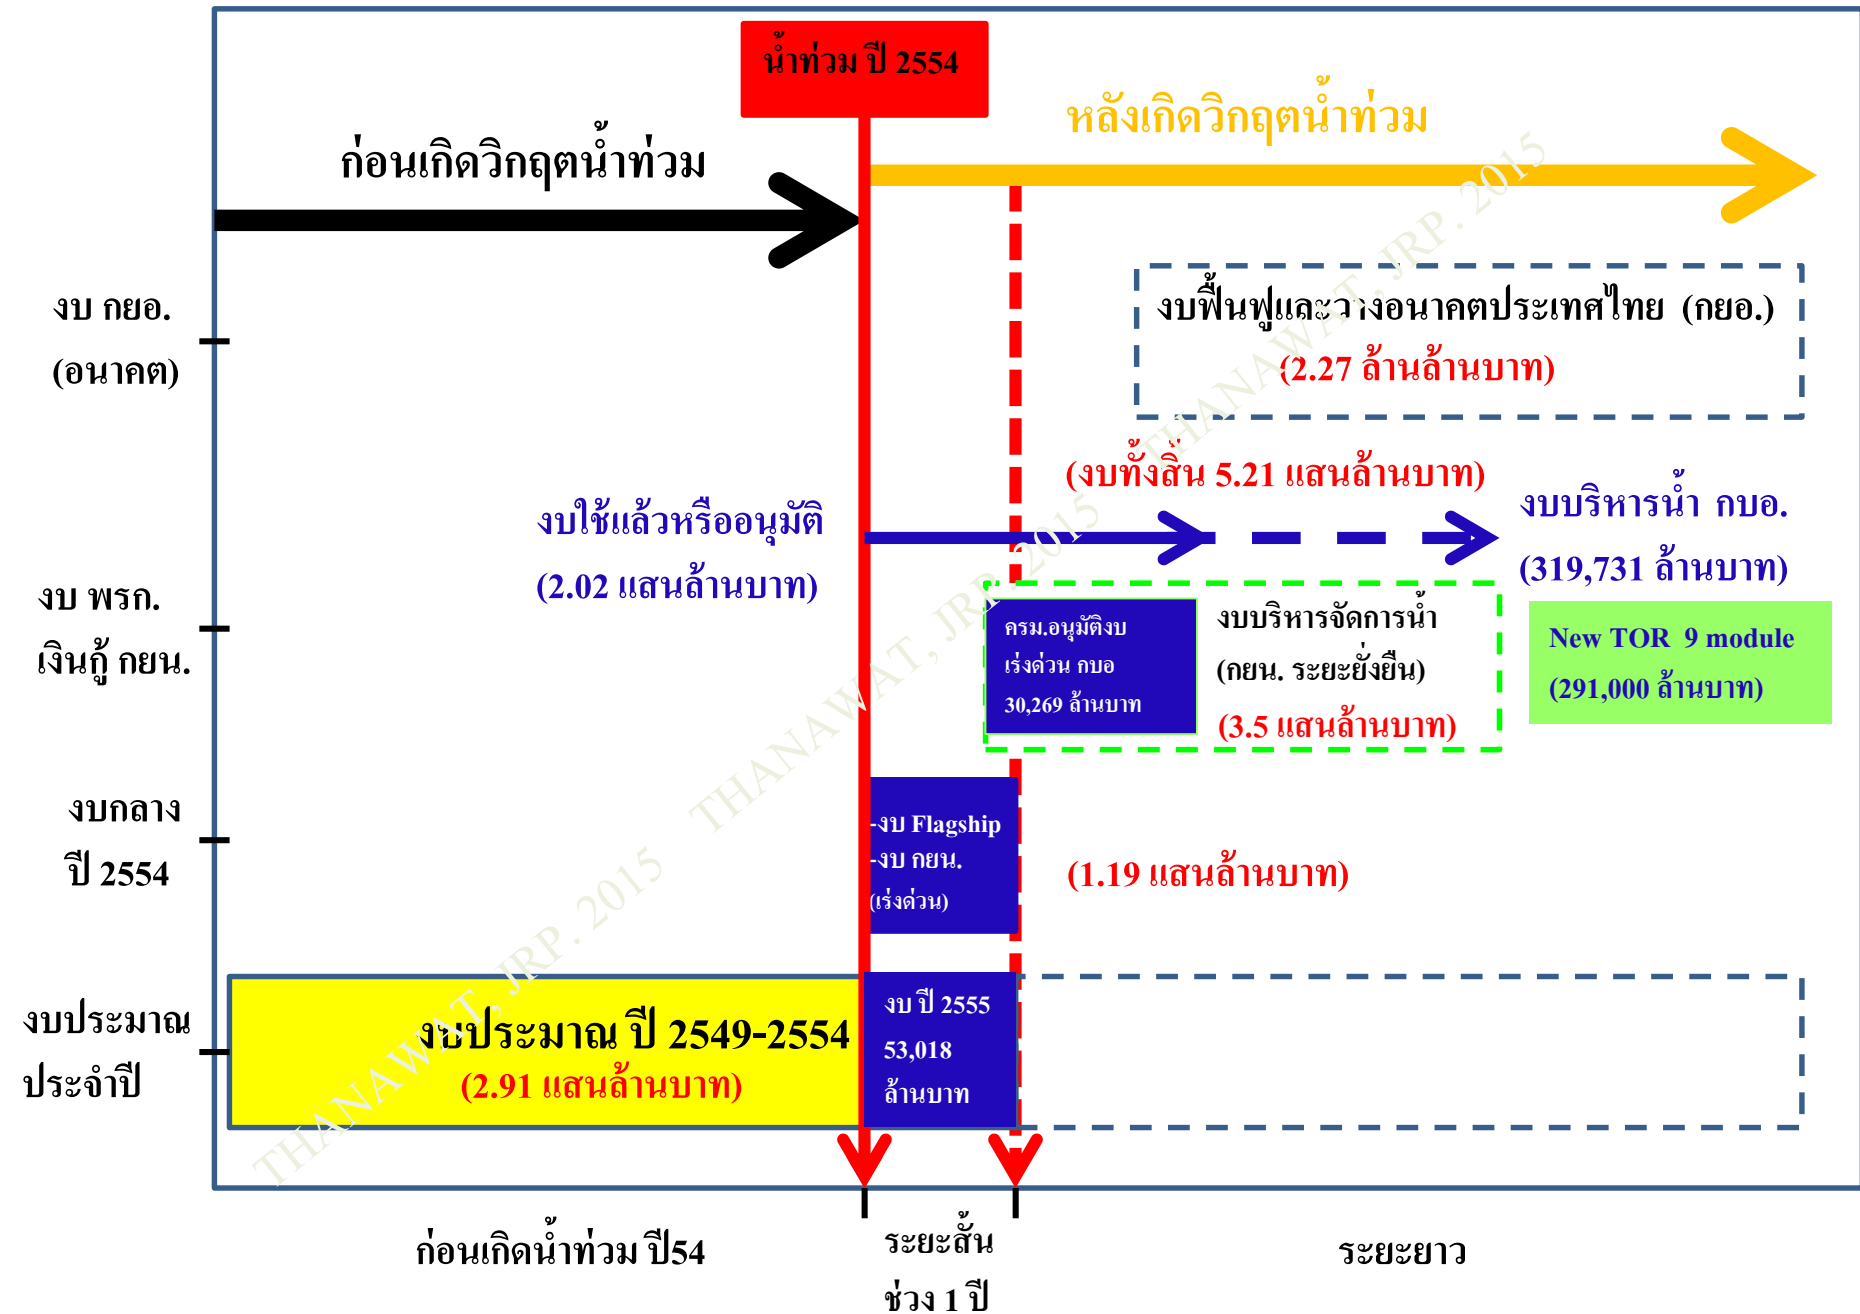 น้ำท่วม ปี 2554
หลังเกิดวิกฤตน้ำท่วม
ก่อนเกิดวิกฤตน้ำท่วม
งบ กยอ.
(อนาคต)
งบฟื้นฟูและวางอนาคตประเทศไทย (กยอ.)
(2.27 ล้านล้านบาท)
(งบทั้งสิ้น 5.21 แสนล้านบาท)
งบใช้แล้วหรืออนุมัติ
(2.02 แสนล้านบาท)
งบบริหารน้ำ กบอ.
(319,731 ล้านบาท)
งบ พรก.
เงินกู้ กยน.
ครม.อนุมัติงบ
เร่งด่วน กบอ
30,269 ล้านบาท
งบบริหารจัดการน้ำ
(กยน. ระยะยั่งยืน)
(3.5 แสนล้านบาท)
New TOR 9 module
(291,000 ล้านบาท)
งบกลาง
ปี 2554
-งบ Flagship
-งบ กยน.
(เร่งด่วน)
(1.19 แสนล้านบาท)
งบประมาณ
ประจำปี
งบประมาณ ปี 2549-2554
(2.91 แสนล้านบาท)
งบ ปี 2555
53,018
ล้านบาท
ก่อนเกิดน้ำท่วม ปี54
ระยะสั้น
ช่วง 1 ปี
ระยะยาว
THANAWAT, JRP. 2015 THANAWAT, JRP. 2015 THANAWAT, JRP. 2015